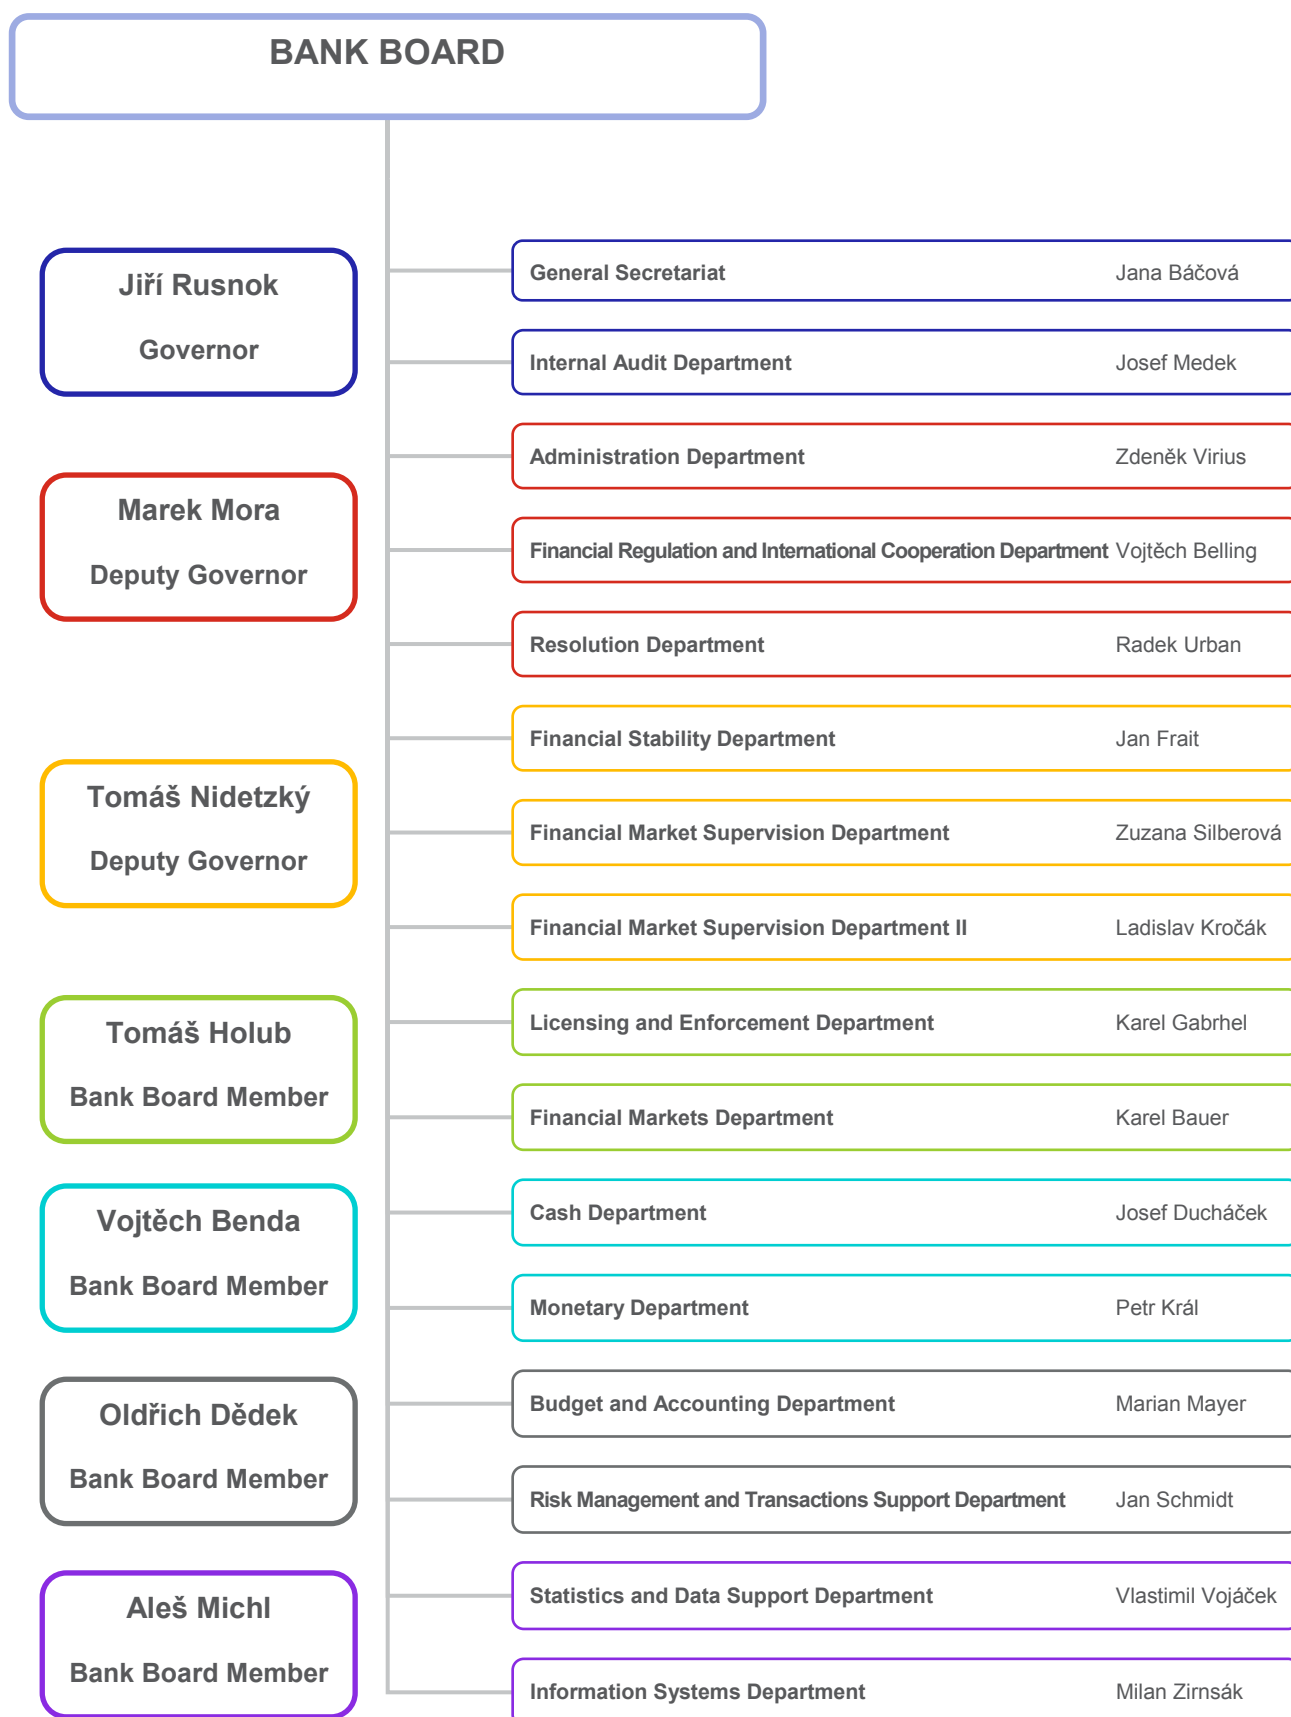 BANK BOARD
Jiří Rusnok
Governor
General Secretariat Jana Báčová
Internal Audit Department Josef Medek
Marek Mora
Deputy Governor
Administration Department Zdeněk Virius
Financial Regulation and International Cooperation Department Vojtěch Belling
Resolution Department Radek Urban
Tomáš Nidetzký
Deputy Governor
Financial Stability Department Jan Frait
Financial Market Supervision Department Zuzana Silberová
Financial Market Supervision Department II Ladislav Kročák
Tomáš Holub
Bank Board Member
Licensing and Enforcement Department Karel Gabrhel
Financial Markets Department Karel Bauer
Vojtěch Benda
Bank Board Member
Cash Department Josef Ducháček
Monetary Department Petr Král
Oldřich Dědek
Bank Board Member
Budget and Accounting Department Marian Mayer
Risk Management and Transactions Support Department Jan Schmidt
Aleš Michl
Bank Board Member
Statistics and Data Support Department Vlastimil Vojáček
Information Systems Department Milan Zirnsák